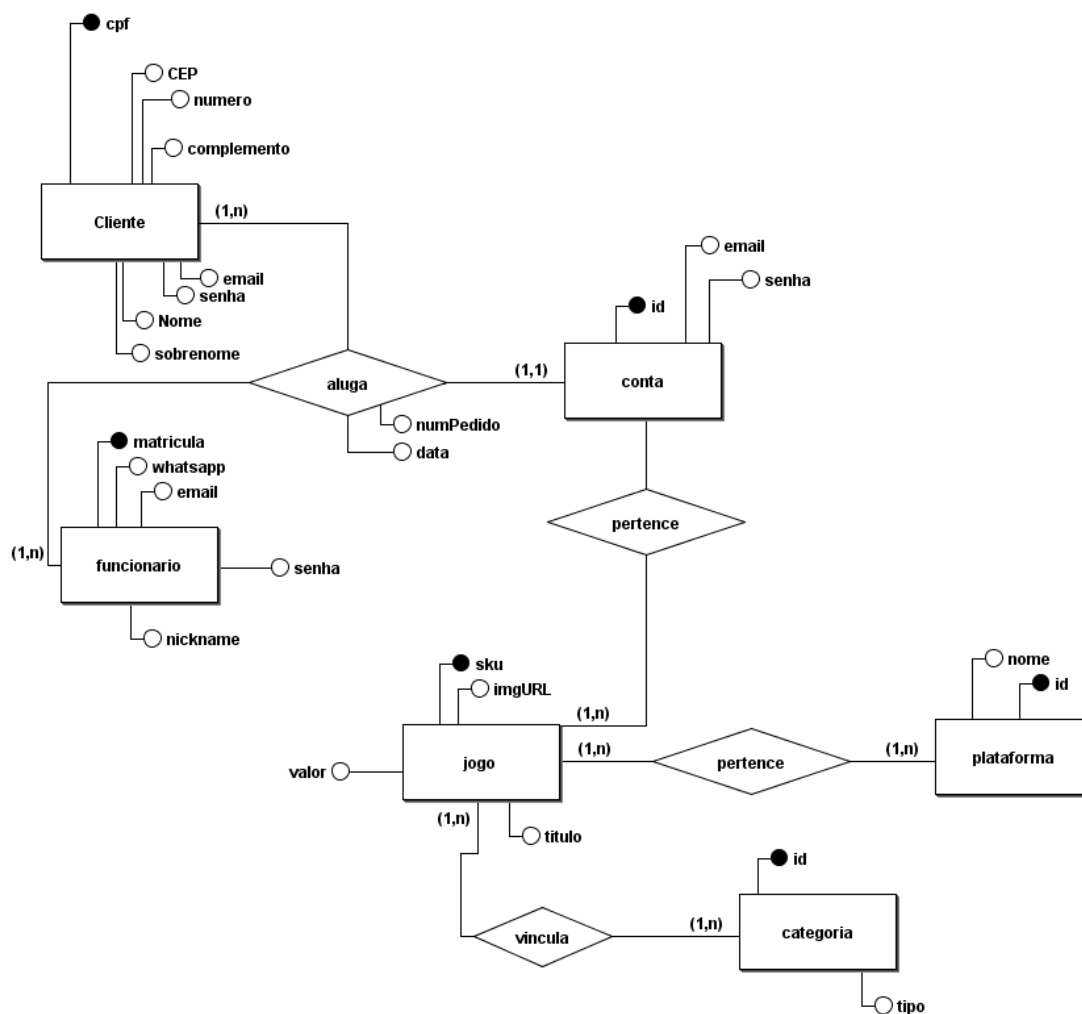 cpf
CEP
numero
complemento
Cliente
(1,n)
email
senha
Nome
sobrenome
email
senha
id
conta
(1,1)
aluga
numPedido
data
matricula
whatsapp
email
(1,n)
funcionario
senha
nickname
pertence
sku
imgURL
(1,n)
valor
jogo
(1,n)
pertence
(1,n)
nome
id
plataforma
(1,n)
titulo
id
vincula
(1,n)
categoria
tipo